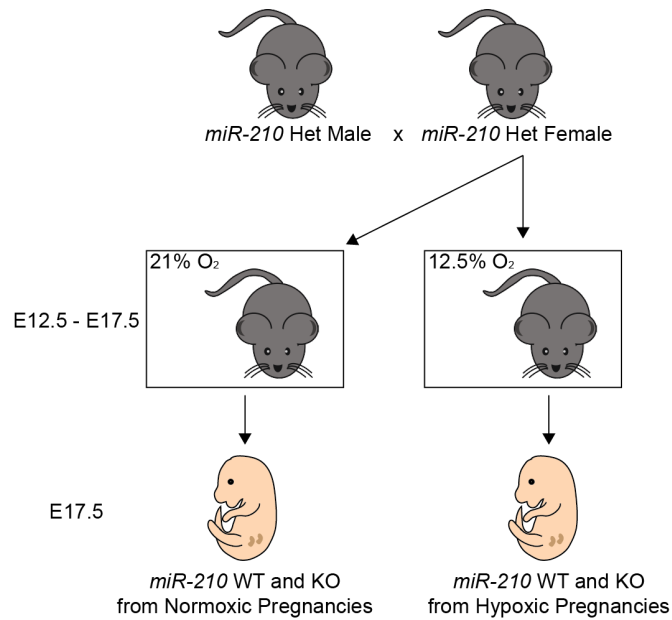 miR-210 Het Male x miR-210 Het Female
21% O₂
12.5% O₂
E12.5 - E17.5
E17.5
miR-210 WT and KO
from Normoxic Pregnancies
miR-210 WT and KO
from Hypoxic Pregnancies